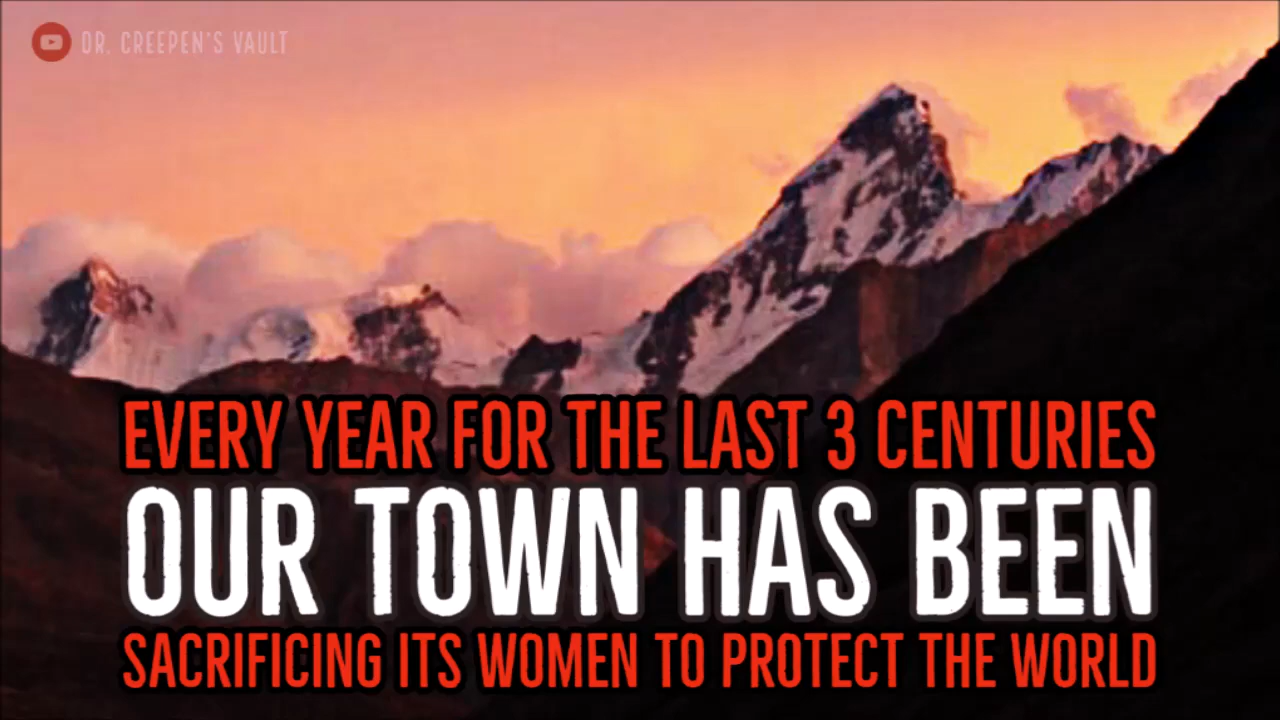 DR. CREEPEN'S VAULT
EVERY YEAR FOR THE LAST 3 CENTURIES
OUR TOWN HAS BEEN
SACRIFICING ITS WOMEN TO PROTECT THE WORLD